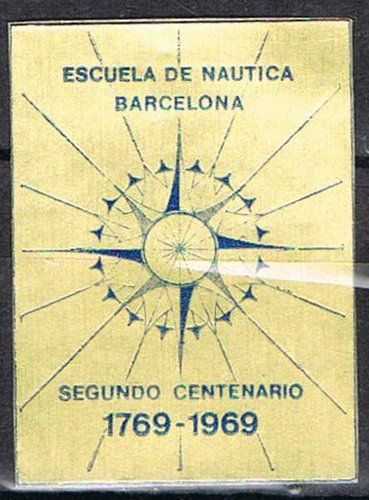 ESCUELA DE NAUTICA
BARCELONA
SEGUNDO CENTENARIO
1769-1969